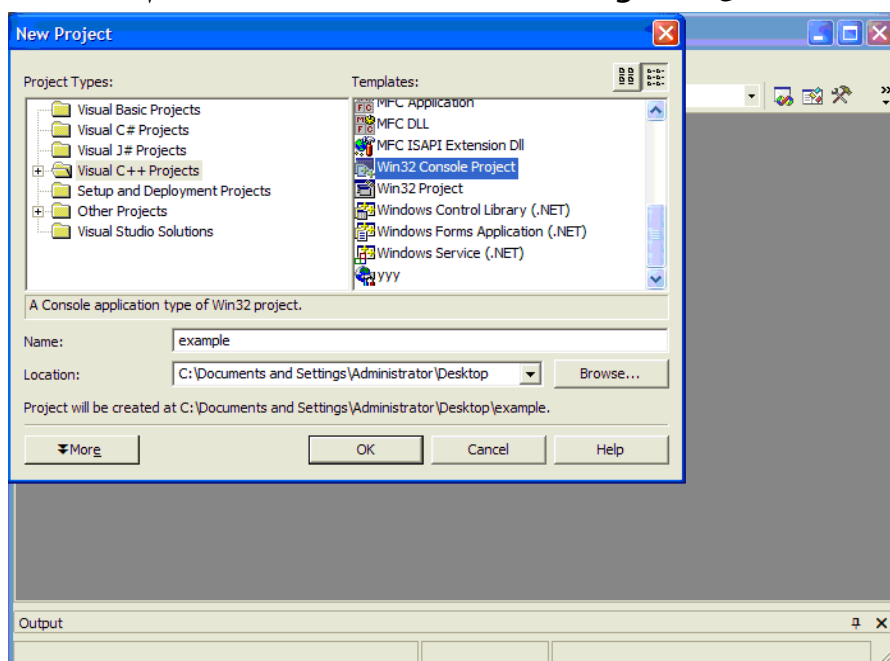 New Project
Project Types:
Templates:
Visual Basic Projects
Visual C# Projects
Visual J# Projects
Visual C++ Projects
Setup and Deployment Projects
Other Projects
Visual Studio Solutions
MFC Application
MFC DLL
MFC ISAPI Extension Dll
Win32 Console Project
Win32 Project
Windows Control Library (.NET)
Windows Forms Application (.NET)
Windows Service (.NET)
yyy
A Console application type of Win32 project.
Name:
example
Location:
C:\Documents and Settings\Administrator\Desktop
Browse...
Project will be created at C:\Documents and Settings\Administrator\Desktop\example.
More
OK
Cancel
Help
Output